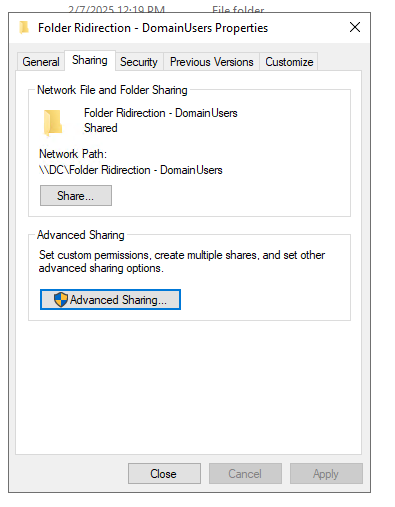 2/7/2025 12:19 PM File folder
Folder Ridirection - DomainUsers Properties
General Sharing Security Previous Versions Customize
Network File and Folder Sharing
Folder Ridirection - DomainUsers
Shared
Network Path:
\\DC\Folder Ridirection - DomainUsers
Share...
Advanced Sharing
Set custom permissions, create multiple shares, and set other
advanced sharing options.
Advanced Sharing...
Close Cancel Apply